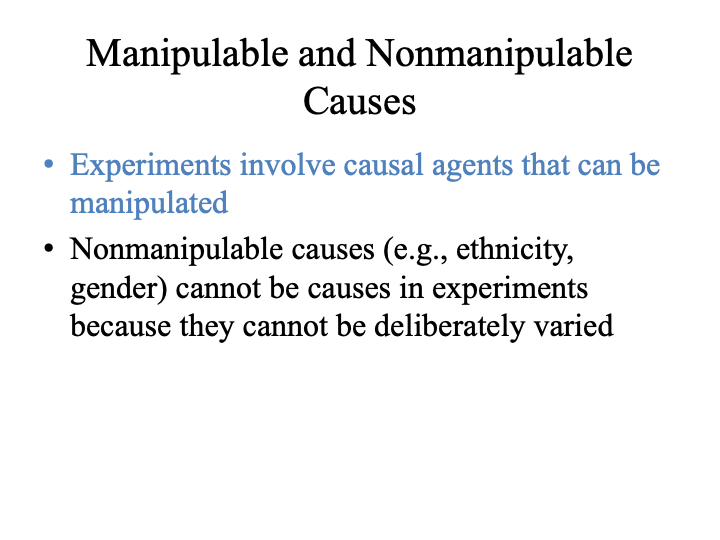 Manipulable and Nonmanipulable
Causes
• Experiments involve causal agents that can be
manipulated
• Nonmanipulable causes (e.g., ethnicity,
gender) cannot be causes in experiments
because they cannot be deliberately varied